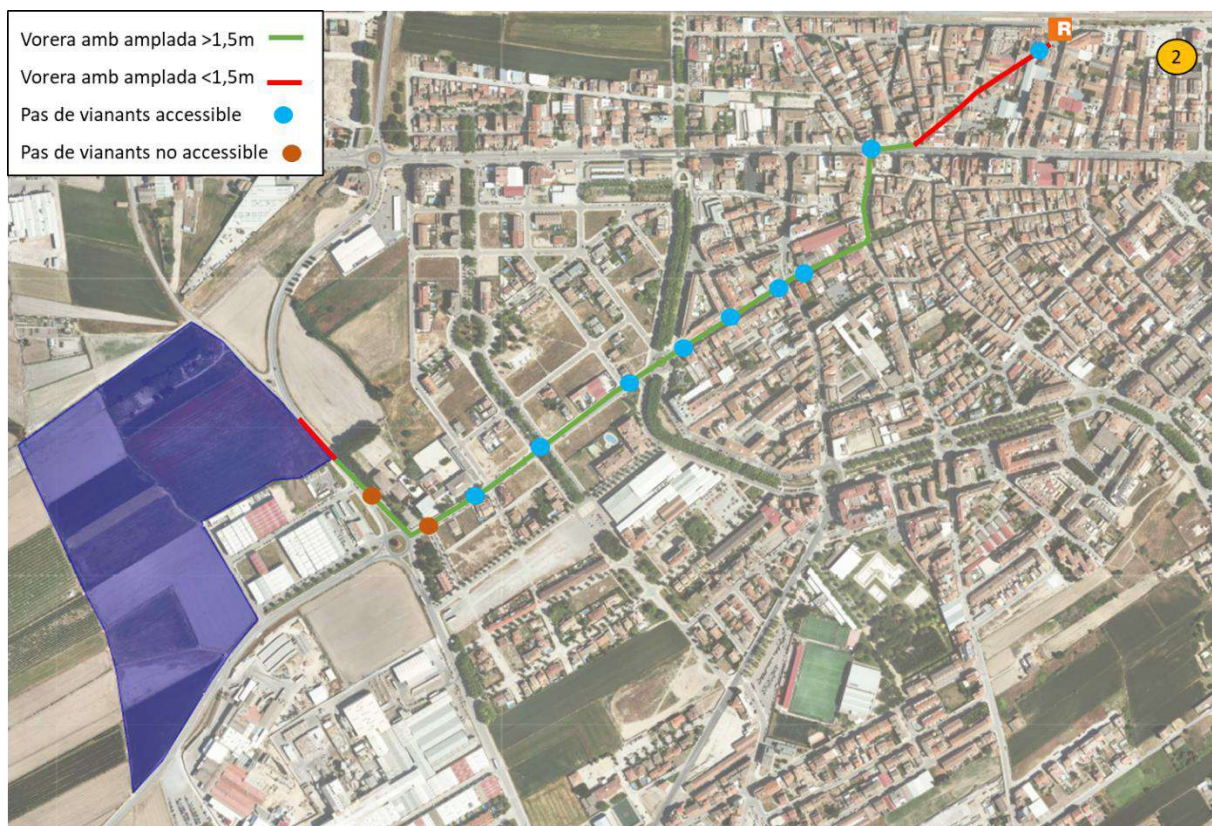 Vorera amb amplada >1,5m
Vorera amb amplada <1,5m
Pas de vianants accessible
Pas de vianants no accessible
R
2